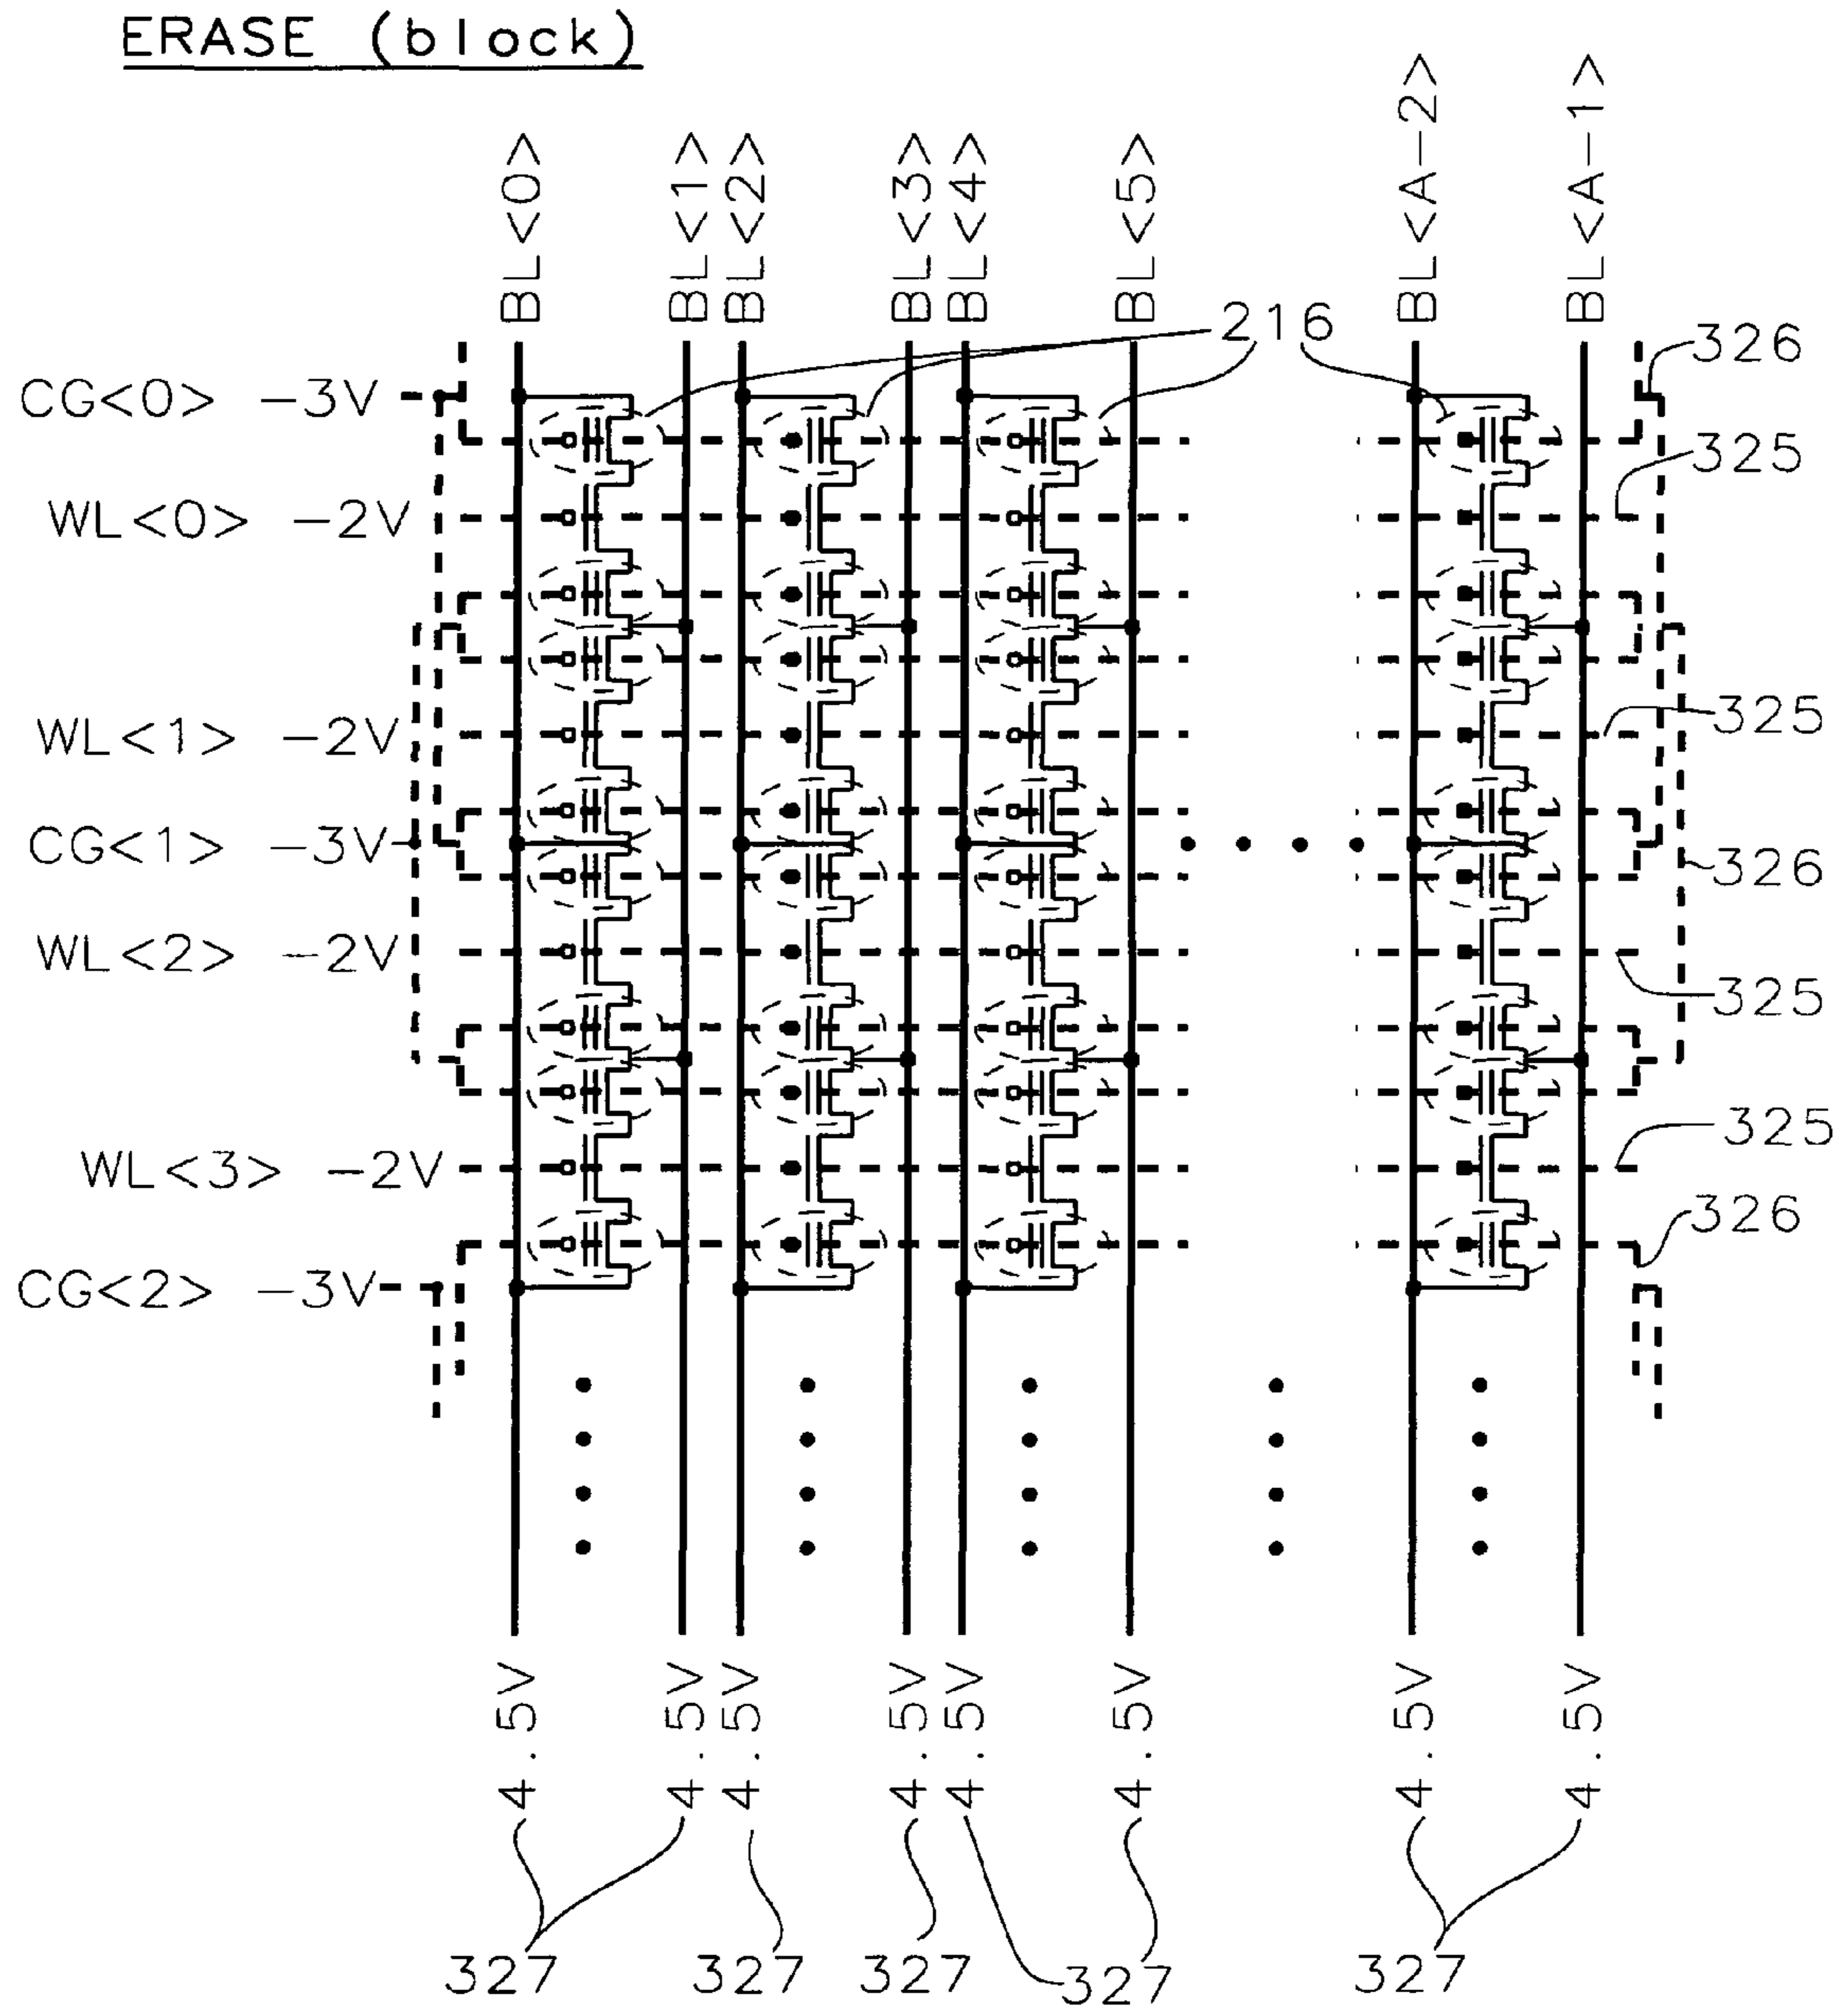 ERASE (block)
BL<0>
BL<1>
BL<2>
BL<3>
BL<4>
BL<5>
BL<A-2>
BL<A-1>
216
CG<0> -3V
326
325
WL<0> -2V
WL<1> -2V
325
CG<1> -3V
326
WL<2> -2V
325
325
WL<3> -2V
326
CG<2> -3V
4.5V
4.5V
4.5V
4.5V
4.5V
4.5V
4.5V
4.5V
327
327
327
327
327